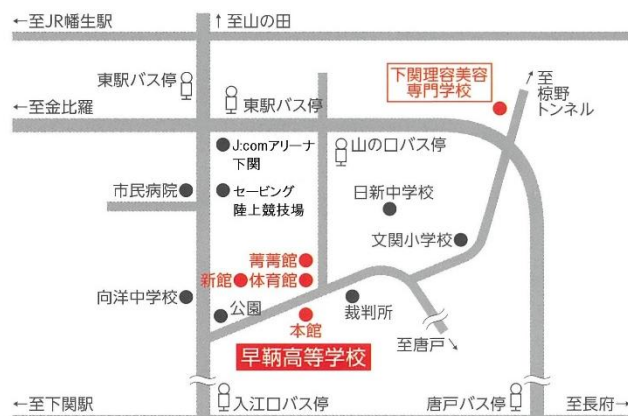 ←至JR幡生駅
↑至山の田
東駅バス停
下関理容美容
専門学校
↗
至
椋野
トンネル
←至金比羅
東駅バス停
J:comアリーナ
下関
山の口バス停
市民病院
セービング
陸上競技場
日新中学校
文関小学校
菁菁館
新館
体育館
向洋中学校
公園
本館
裁判所
早鞆高等学校
至唐戸↘
←至下関駅
入江口バス停
唐戸バス停
至長府→